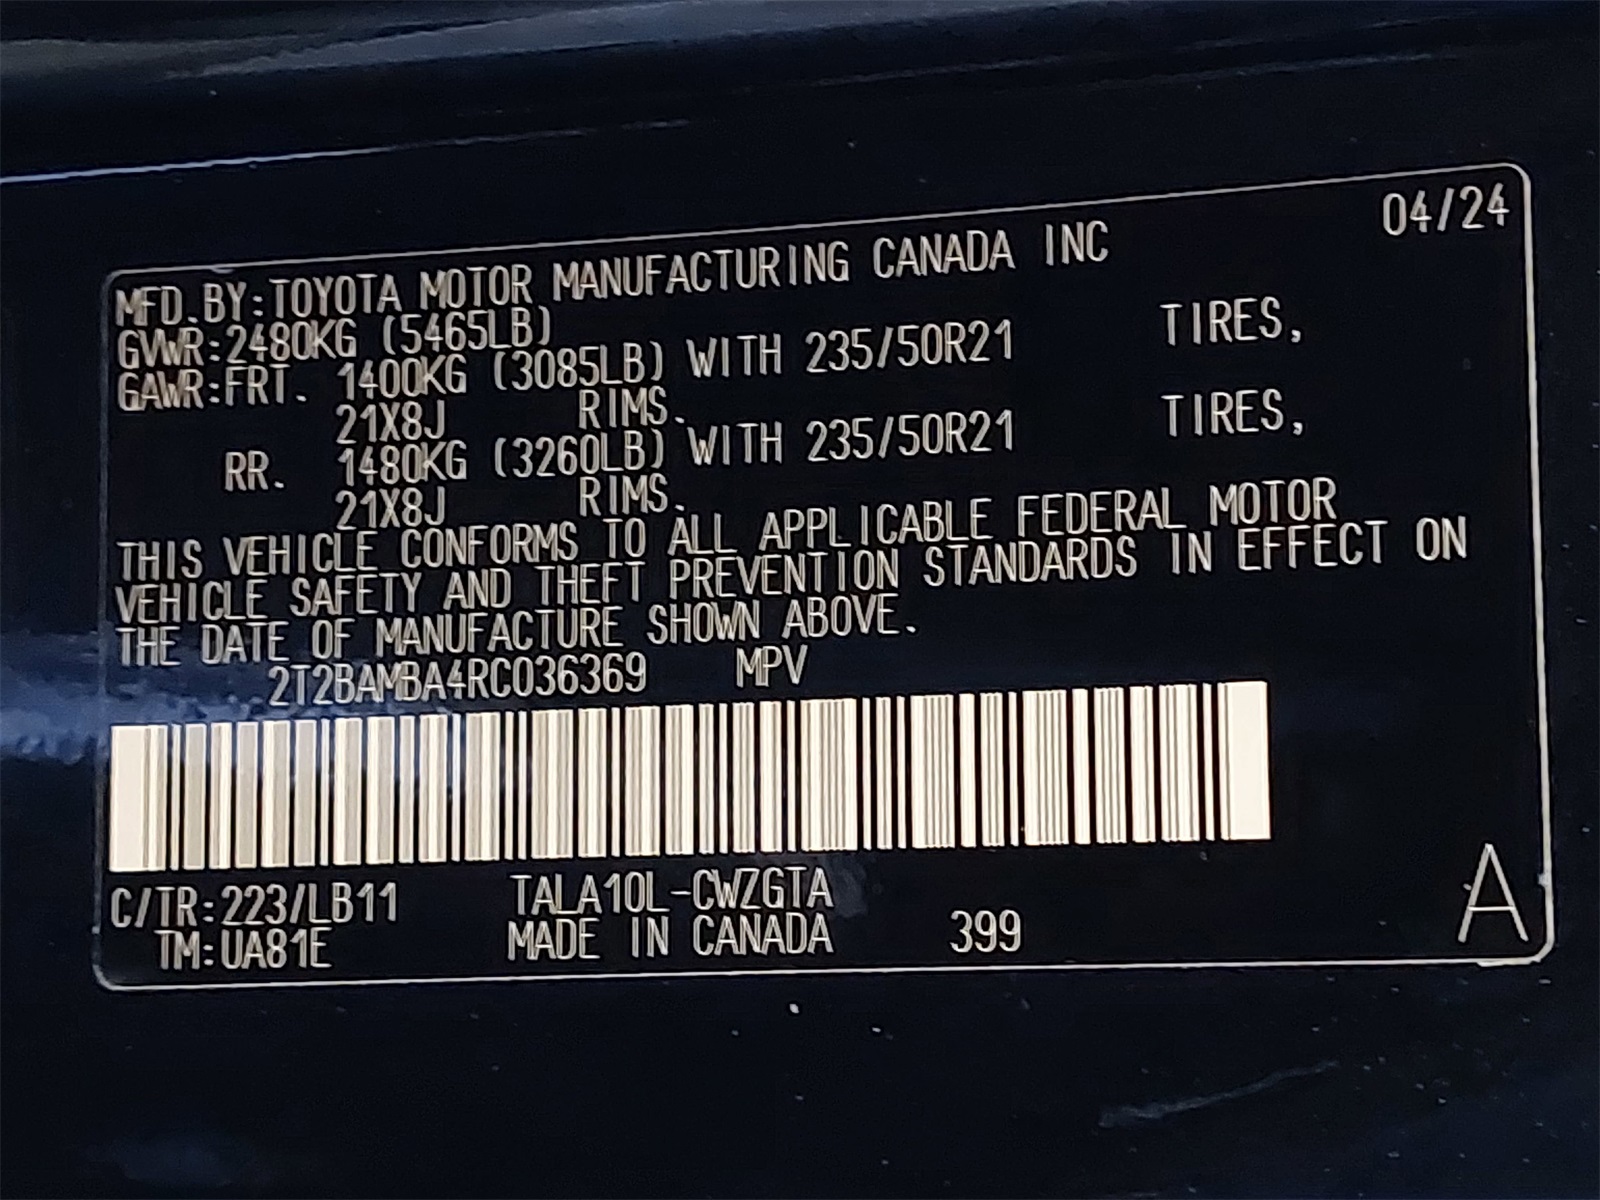 04/24
MFD.BY:TOYOTA MOTOR MANUFACTURING CANADA INC
GVWR:2480KG (5465LB)
GAWR:FRT. 1400KG (3085LB) WITH 235/50R21 TIRES,
21X8J RIMS.
RR. 1480KG (3260LB) WITH 235/50R21 TIRES,
21X8J RIMS.
THIS VEHICLE CONFORMS TO ALL APPLICABLE FEDERAL MOTOR
VEHICLE SAFETY AND THEFT PREVENTION STANDARDS IN EFFECT ON
THE DATE OF MANUFACTURE SHOWN ABOVE.
2T2BAMBA4RC036369 MPV
C/TR:223/LB11 TALA10L-CWZGTA
TM:UA81E MADE IN CANADA 399
A